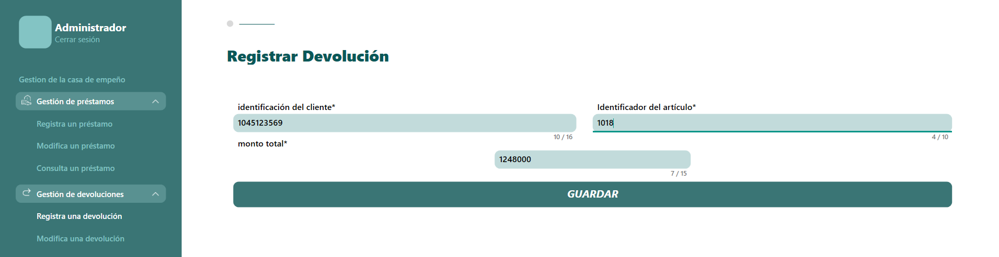 Administrador
Cerrar sesión
Gestion de la casa de empeño
Gestión de préstamos
Registra un préstamo
Modifica un préstamo
Consulta un préstamo
Gestión de devoluciones
Registra una devolución
Modifica una devolución
Registrar Devolución
identificación del cliente*
1045123569
10 / 16
Identificador del artículo*
1018
4 / 10
monto total*
1248000
7 / 15
GUARDAR